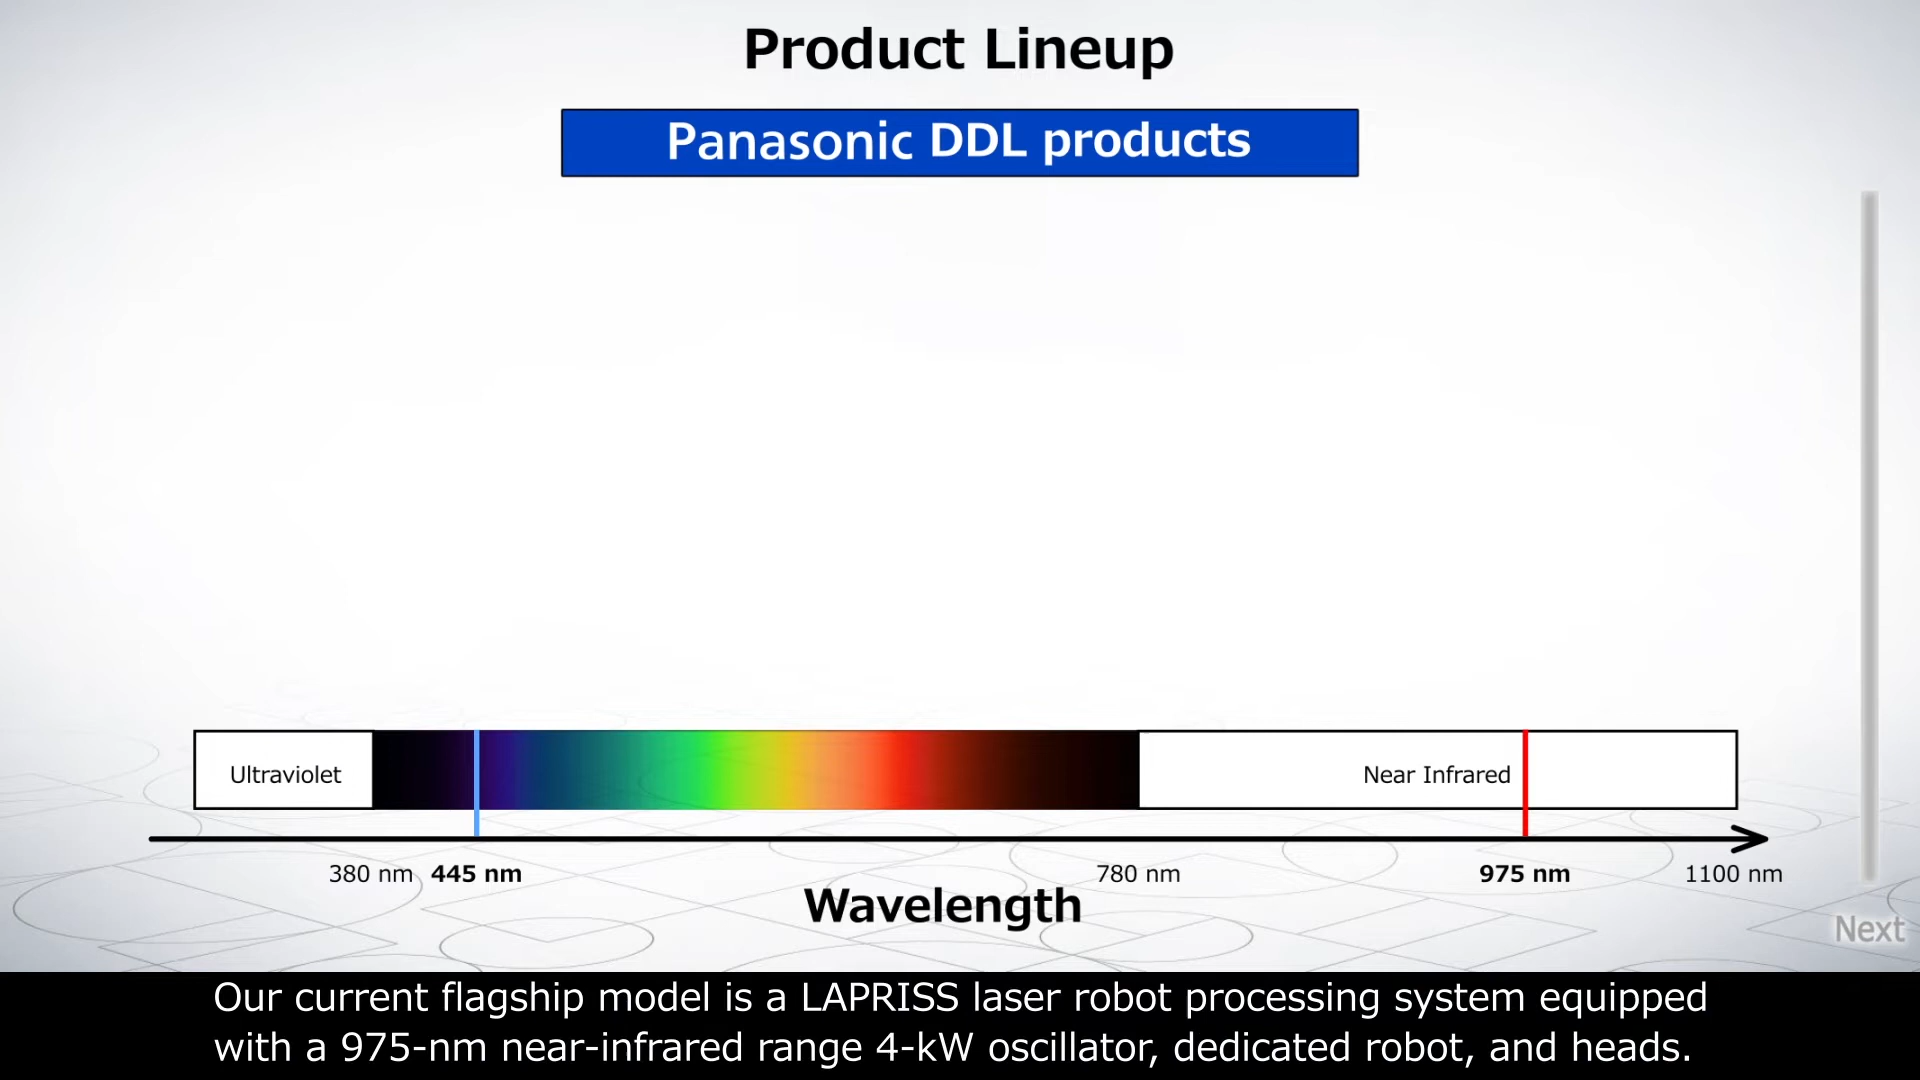 Product Lineup
Panasonic DDL products
Ultraviolet
Near Infrared
380 nm 445 nm 780 nm 975 nm 1100 nm
Wavelength
Next
Our current flagship model is a LAPRISS laser robot processing system equipped
with a 975-nm near-infrared range 4-kW oscillator, dedicated robot, and heads.